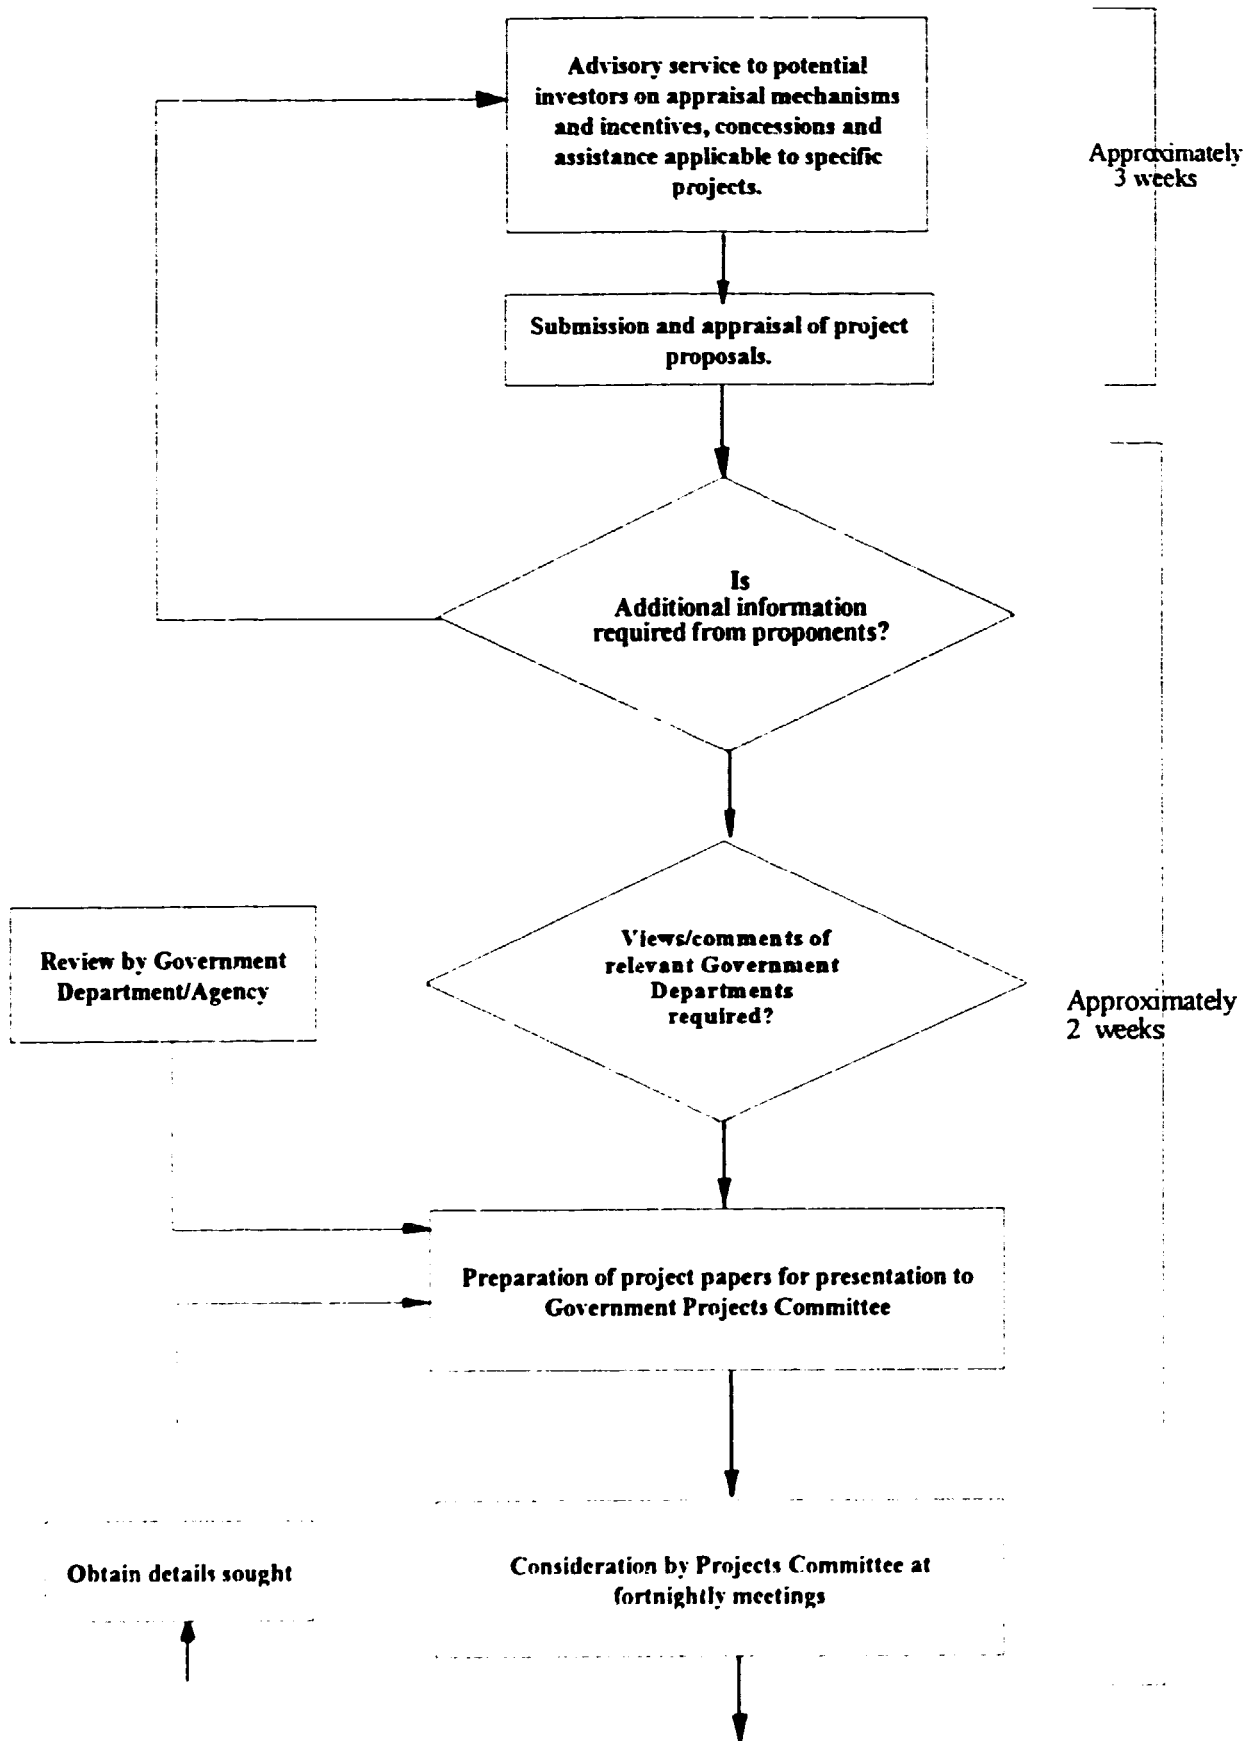 Advisory service to potential
investors on appraisal mechanisms
and incentives, concessions and
assistance applicable to specific
projects.
Approximately
3 weeks
Submission and appraisal of project
proposals.
Is
Additional information
required from proponents?
Review by Government
Department/Agency
Views/comments of
relevant Government
Departments
required?
Approximately
2 weeks
Preparation of project papers for presentation to
Government Projects Committee
Obtain details sought
Consideration by Projects Committee at
fortnightly meetings